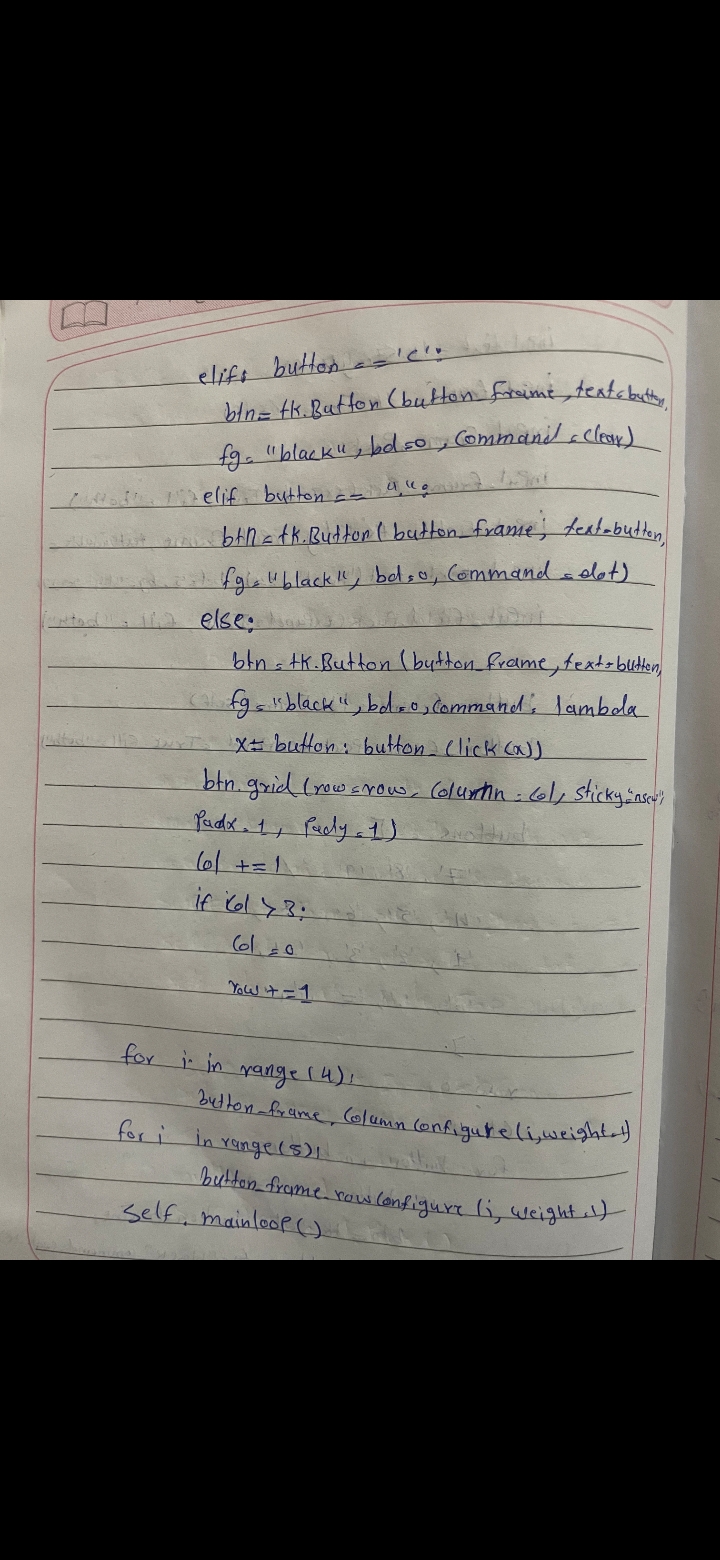 elif: button == 'c':
btn = tk.Button (button_frame, text=button,
fg = "black", bd=0, command = clear)
elif button == ".":
btn = tk.Button( button_frame, text=button,
fg = "black", bd=0, command = dot)
else:
btn = tk.Button (button_frame, text=button,
fg = "black", bd=0, command = lambda
x = button : button_click(x))
btn.grid (row=row, column = col, sticky="nsew",
padx = 1, pady = 1)
col += 1
if col > 3:
col = 0
row += 1
for i in range (4):
button_frame. columnconfigure (i, weight=1)
for i in range(5):
button_frame.rowconfigure (i, weight=1)
self. mainloop()